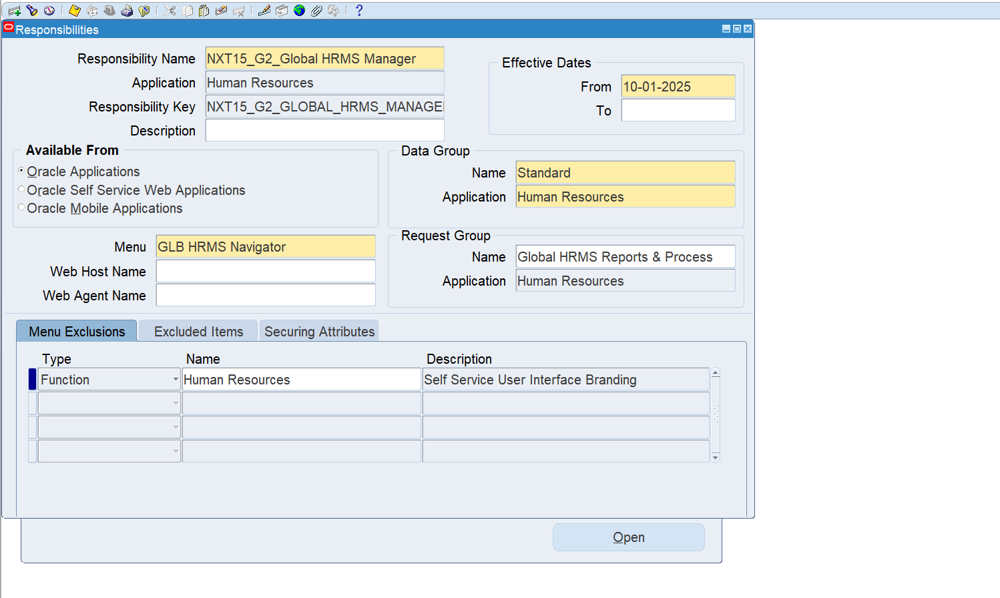 Responsibilities
Responsibility Name NXT15_G2_Global HRMS Manager
Application Human Resources
Responsibility Key NXT15_G2_GLOBAL_HRMS_MANAGE
Description
Effective Dates
From 10-01-2025
To
Available From
Oracle Applications
Oracle Self Service Web Applications
Oracle Mobile Applications
Data Group
Name Standard
Application Human Resources
Menu GLB HRMS Navigator
Web Host Name
Web Agent Name
Request Group
Name Global HRMS Reports & Process
Application Human Resources
Menu Exclusions Excluded Items Securing Attributes
Type Name Description
Function Human Resources Self Service User Interface Branding
Open